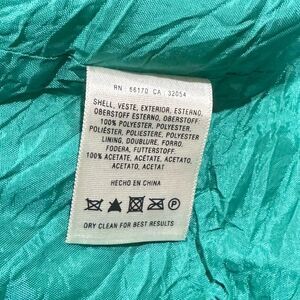 RN 66170 CA 32054
SHELL, VESTE, EXTERIOR, ESTERNO,
OBERSTOFF ESTERNO, OBERSTOFF
100% POLYESTER, POLYESTER,
POLIÉSTER, POLIESTERE, POLYESTER
LINING, DOUBLURE, FORRO,
FODERA, FUTTERSTOFF:
100% ACETATE, ACÉTATE, ACETATO
ACETATO, ACETAT
HECHO EN CHINA
P
DRY CLEAN FOR BEST RESULTS